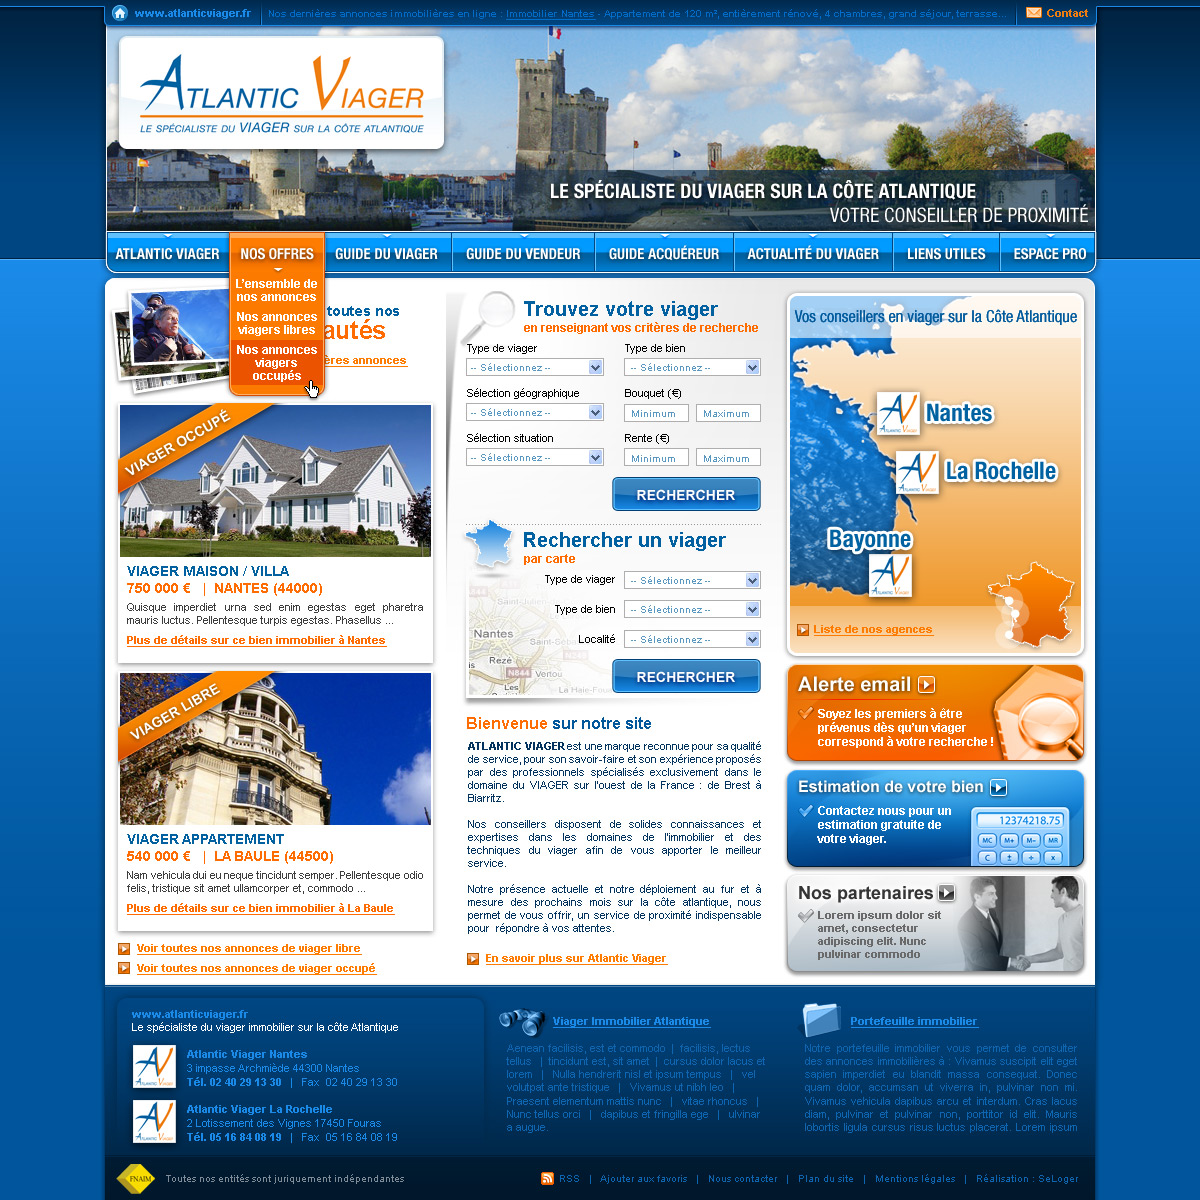 www.atlanticviager.fr
Nos dernières annonces immobilières en ligne : Immobilier Nantes - Appartement de 120 m², entièrement rénové, 4 chambres, grand séjour, terrasse...
Contact
ATLANTIC VIAGER
LE SPÉCIALISTE DU VIAGER SUR LA CÔTE ATLANTIQUE
LE SPÉCIALISTE DU VIAGER SUR LA CÔTE ATLANTIQUE
VOTRE CONSEILLER DE PROXIMITÉ
ATLANTIC VIAGER
NOS OFFRES
GUIDE DU VIAGER
GUIDE DU VENDEUR
GUIDE ACQUÉREUR
ACTUALITÉ DU VIAGER
LIENS UTILES
ESPACE PRO
L'ensemble de
nos annonces
Nos annonces
viagers libres
Nos annonces
viagers
occupés
toutes nos
autés
ères annonces
VIAGER OCCUPÉ
VIAGER MAISON / VILLA
750 000 € | NANTES (44000)
Quisque imperdiet urna sed enim egestas eget pharetra
mauris luctus. Pellentesque turpis egestas. Phasellus ...
Plus de détails sur ce bien immobilier à Nantes
VIAGER LIBRE
VIAGER APPARTEMENT
540 000 € | LA BAULE (44500)
Nam vehicula dui eu neque tincidunt semper. Pellentesque odio
felis, tristique sit amet ullamcorper et, commodo ...
Plus de détails sur ce bien immobilier à La Baule
Voir toutes nos annonces de viager libre
Voir toutes nos annonces de viager occupé
Trouvez votre viager
en renseignant vos critères de recherche
Type de viager
Type de bien
-- Sélectionnez --
-- Sélectionnez --
Sélection géographique
Bouquet (€)
-- Sélectionnez --
Minimum
Maximum
Sélection situation
Rente (€)
-- Sélectionnez --
Minimum
Maximum
RECHERCHER
Rechercher un viager
par carte
Type de viager
-- Sélectionnez --
Type de bien
-- Sélectionnez --
Localité
-- Sélectionnez --
RECHERCHER
Saint-Julien
Nantes
Saint-Séb
Rezé
N844
Vertou
Les
La Haie-Foua
Bienvenue sur notre site
ATLANTIC VIAGER est une marque reconnue pour sa qualité
de service, pour son savoir-faire et son expérience proposés
par des professionnels spécialisés exclusivement dans le
domaine du VIAGER sur l'ouest de la France : de Brest à
Biarritz.
Nos conseillers disposent de solides connaissances et
expertises dans les domaines de l'immobilier et des
techniques du viager afin de vous apporter le meilleur
service.
Notre présence actuelle et notre déploiement au fur et à
mesure des prochains mois sur la côte atlantique, nous
permet de vous offrir, un service de proximité indispensable
pour répondre à vos attentes.
En savoir plus sur Atlantic Viager
Vos conseillers en viager sur la Côte Atlantique
Nantes
La Rochelle
Bayonne
Liste de nos agences
Alerte email
Soyez les premiers à être
prévenus dès qu'un viager
correspond à votre recherche !
Estimation de votre bien
Contactez nous pour un
estimation gratuite de
votre viager.
12374218.75
MC M+ M- MR
C ± ÷ x
Nos partenaires
Lorem ipsum dolor sit
amet, consectetur
adipiscing elit. Nunc
pulvinar commodo
www.atlanticviager.fr
Le spécialiste du viager immobilier sur la côte Atlantique
Atlantic Viager Nantes
3 impasse Archmiède 44300 Nantes
Tél. 02 40 29 13 30 | Fax 02 40 29 13 30
Atlantic Viager La Rochelle
2 Lotissement des Vignes 17450 Fouras
Tél. 05 16 84 08 19 | Fax 05 16 84 08 19
Viager Immobilier Atlantique
Aenean facilisis, est et commodo | facilisis, lectus
tellus | tincidunt est, sit amet | cursus dolor lacus et
lorem | Nulla hendrerit nisl et ipsum tempus | vel
volutpat ante tristique | Vivamus ut nibh leo |
Praesent elementum mattis nunc | vitae rhoncus |
Nunc tellus orci | dapibus et fringilla ege | ulvinar
a augue.
Portefeuille immobilier
Notre portefeuille immobilier vous permet de consulter
des annonces immobilières à : Vivamus suscipit elit eget
sapien imperdiet eu blandit massa consequat. Donec
quam dolor, accumsan ut viverra in, pulvinar non mi.
Vivamus vehicula dapibus arcu et interdum. Cras lacus
diam, pulvinar et pulvinar non, porttitor id elit. Mauris
lobortis ligula cursus risus luctus placerat. Lorem ipsum
FNAIM
Toutes nos entités sont juriquement indépendantes
RSS | Ajouter aux favoris | Nous contacter | Plan du site | Mentions légales | Réalisation : SeLoger